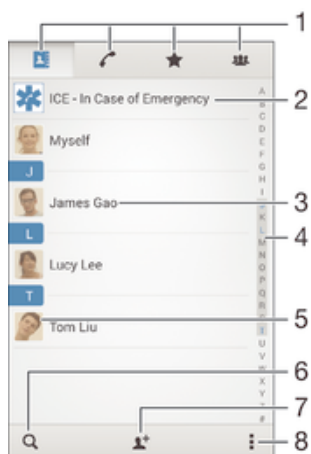 1
ICE - In Case of Emergency
2
Myself
J
James Gao
3
L
4
Lucy Lee
T
5
Tom Liu
6
7
8
A
B
C
D
E
F
G
H
I
J
K
L
M
N
O
P
Q
R
S
T
U
V
W
X
Y
Z
#